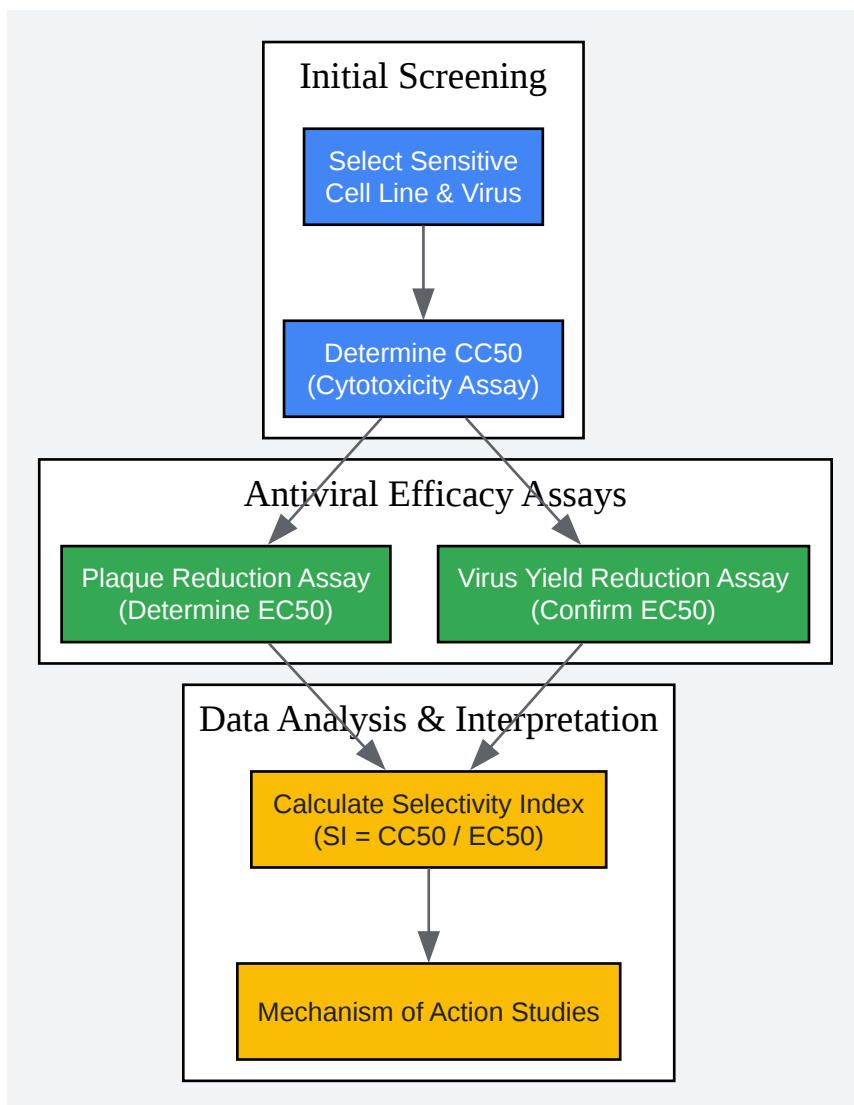 Initial Screening
Select Sensitive
Cell Line & Virus
Determine CC50
(Cytotoxicity Assay)
Antiviral Efficacy Assays
Plaque Reduction Assay
(Determine EC50)
Virus Yield Reduction Assay
(Confirm EC50)
Data Analysis & Interpretation
Calculate Selectivity Index
(SI = CC50 / EC50)
Mechanism of Action Studies